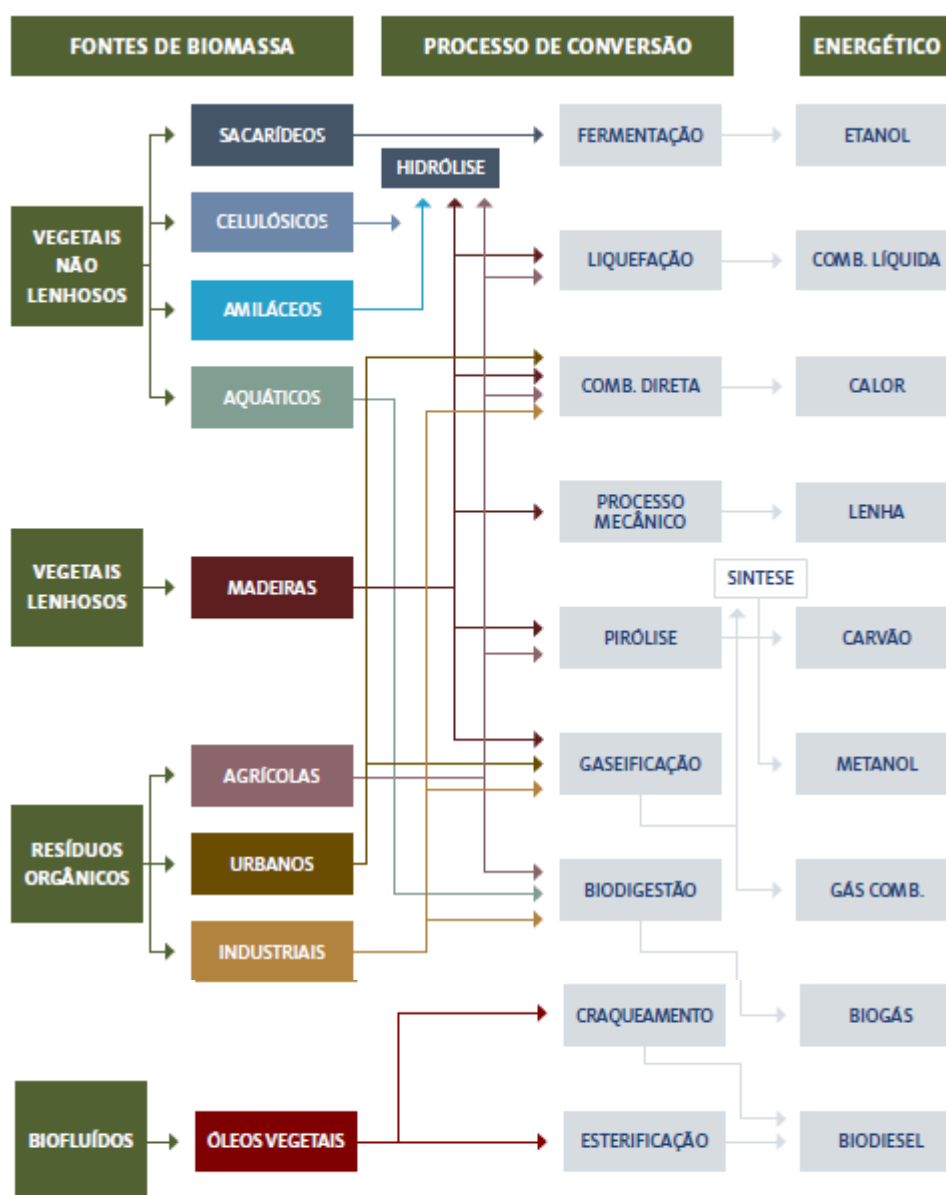 FONTES DE BIOMASSA
PROCESSO DE CONVERSÃO
ENERGÉTICO
SACARÍDEOS
FERMENTAÇÃO
ETANOL
HIDRÓLISE
VEGETAIS
NÃO
LENHOSOS
CELULÓSICOS
LIQUEFAÇÃO
COMB. LÍQUIDA
AMILÁCEOS
AQUÁTICOS
COMB. DIRETA
CALOR
PROCESSO
MECÂNICO
LENHA
VEGETAIS
LENHOSOS
MADEIRAS
SINTESE
PIRÓLISE
CARVÃO
AGRÍCOLAS
GASEIFICAÇÃO
METANOL
RESÍDUOS
ORGÂNICOS
URBANOS
BIODIGESTÃO
GÁS COMB.
INDUSTRIAIS
CRAQUEAMENTO
BIOGÁS
BIOFLUÍDOS
ÓLEOS VEGETAIS
ESTERIFICAÇÃO
BIODIESEL